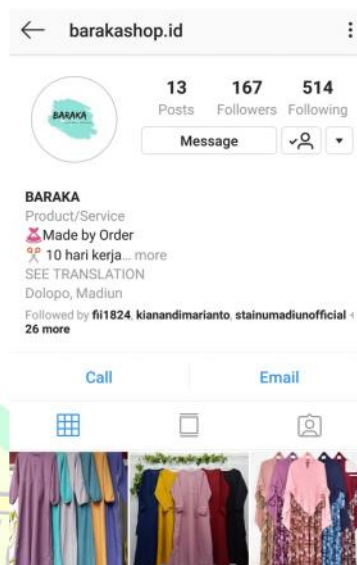 barakashop.id
13 167 514
Posts Followers Following
BARAKA
Message
BARAKA
Product/Service
Made by Order
10 hari kerja... more
SEE TRANSLATION
Dolopo, Madiun
Followed by fii1824, kianandimarianto, stainumadiunofficial +
26 more
Call Email